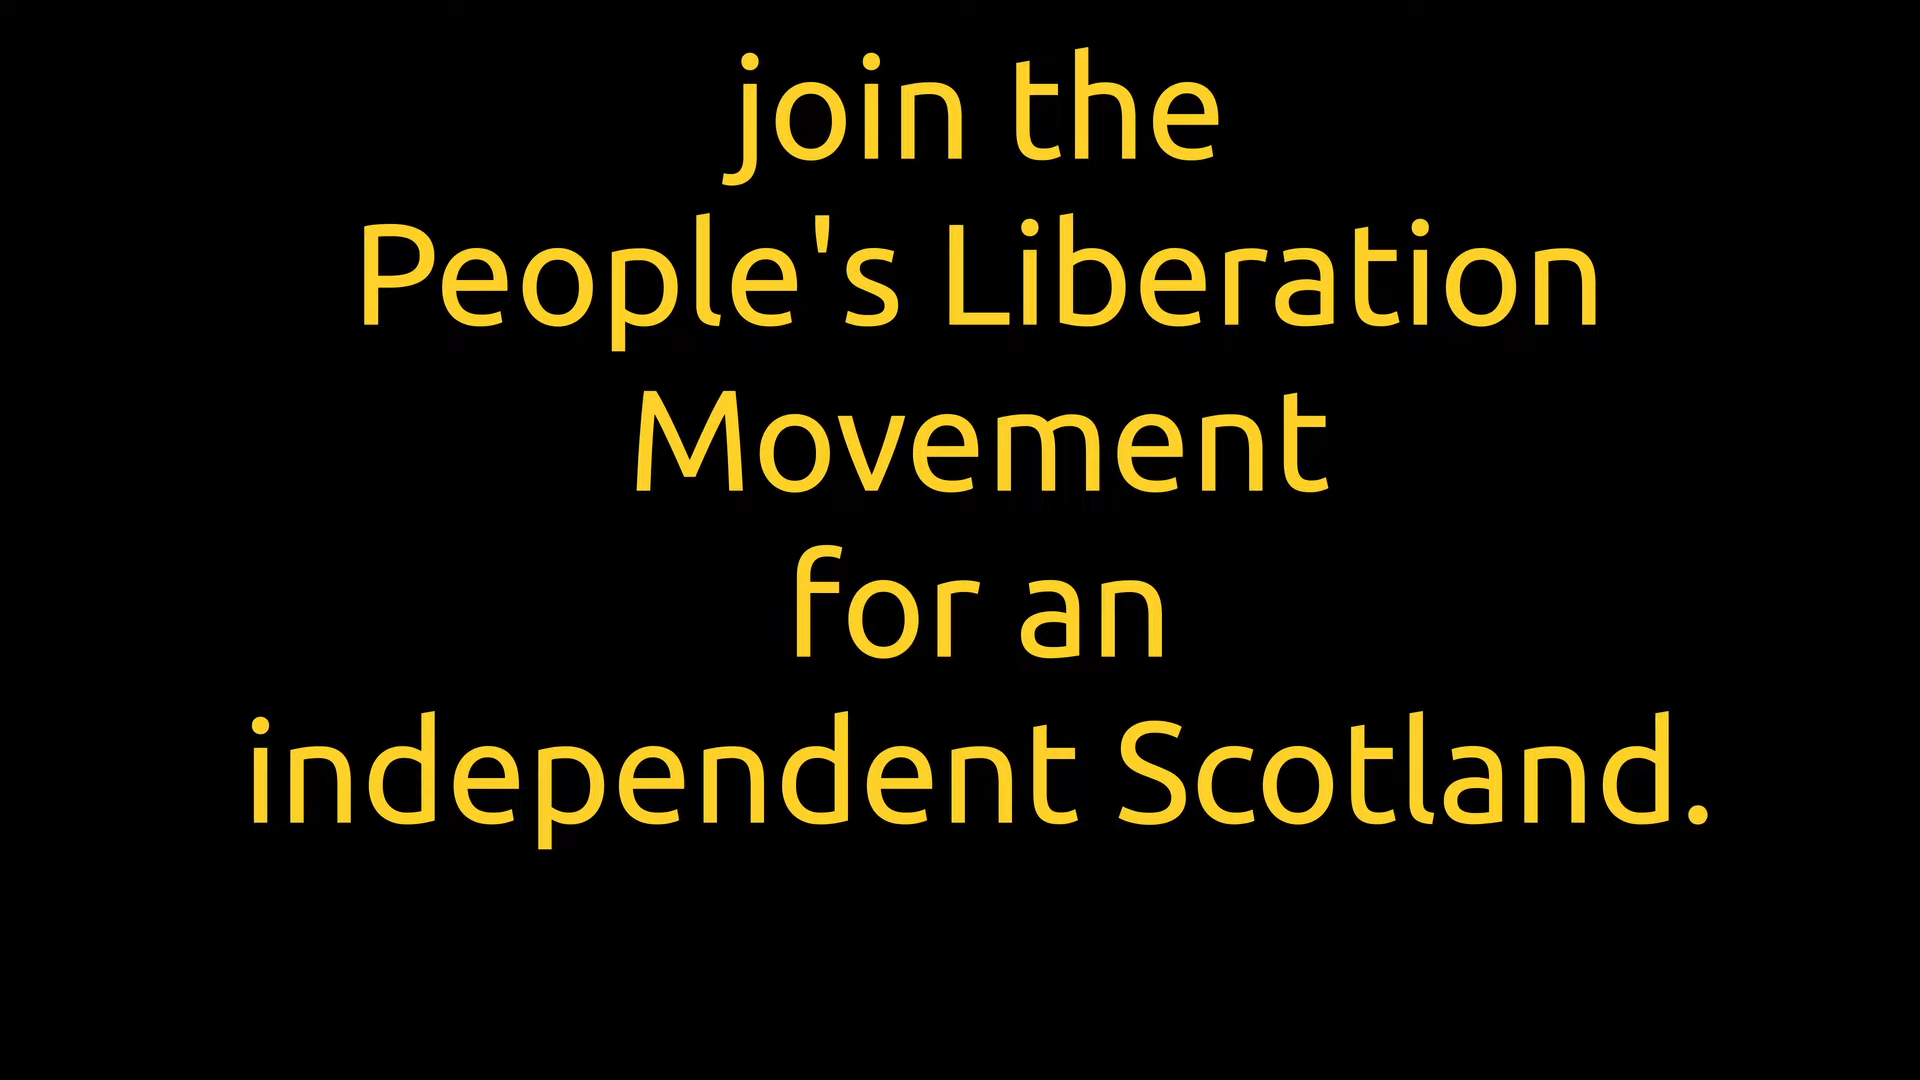 join the
People's Liberation
Movement
for an
independent Scotland.